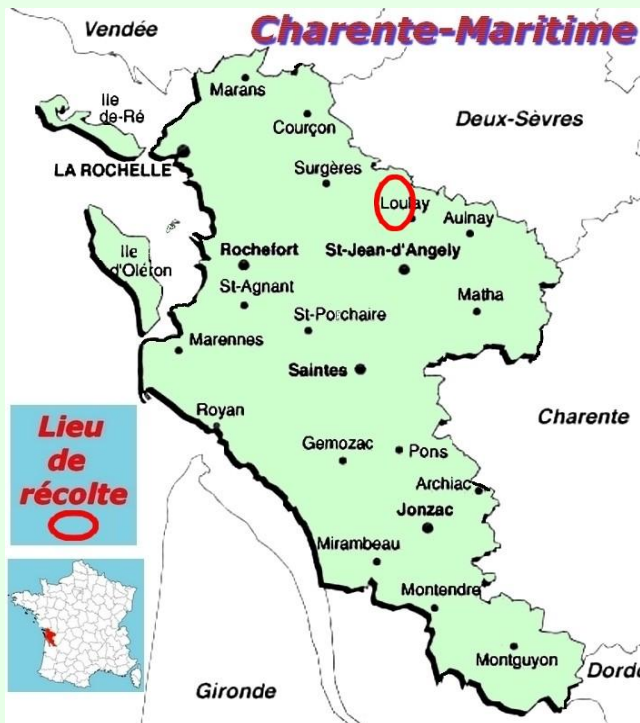 Charente-Maritime
Vendée
Marans
Ile
de-Ré
Courçon
Deux-Sèvres
LA ROCHELLE
Surgères
Loulay
Aulnay
Ile
d'Oléron
Rochefort
St-Jean-d'Angely
St-Agnant
Matha
St-Porchaire
Marennes
Saintes
Royan
Charente
Lieu
de
récolte
Gemozac
Pons
Archiac
Jonzac
Mirambeau
Montendre
Montguyon
Dordo
Gironde